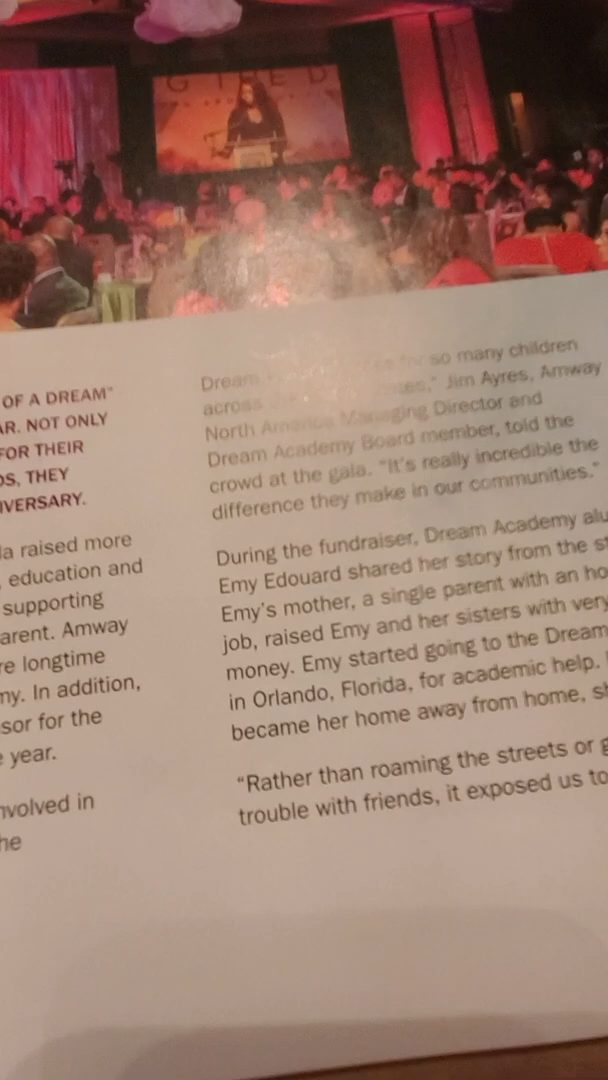 OF A DREAM"
AR. NOT ONLY
FOR THEIR
DS, THEY
IVERSARY.
la raised more
, education and
supporting
arent. Amway
re longtime
my. In addition,
sor for the
e year.
nvolved in
he
Dream for so many children
across Jim Ayres, Amway
North America Managing Director and
Dream Academy Board member, told the
crowd at the gala. "It's really incredible the
difference they make in our communities."
During the fundraiser, Dream Academy alu
Emy Edouard shared her story from the st
Emy's mother, a single parent with an ho
job, raised Emy and her sisters with very
money. Emy started going to the Dream
in Orlando, Florida, for academic help.
became her home away from home, sh
"Rather than roaming the streets or g
trouble with friends, it exposed us to